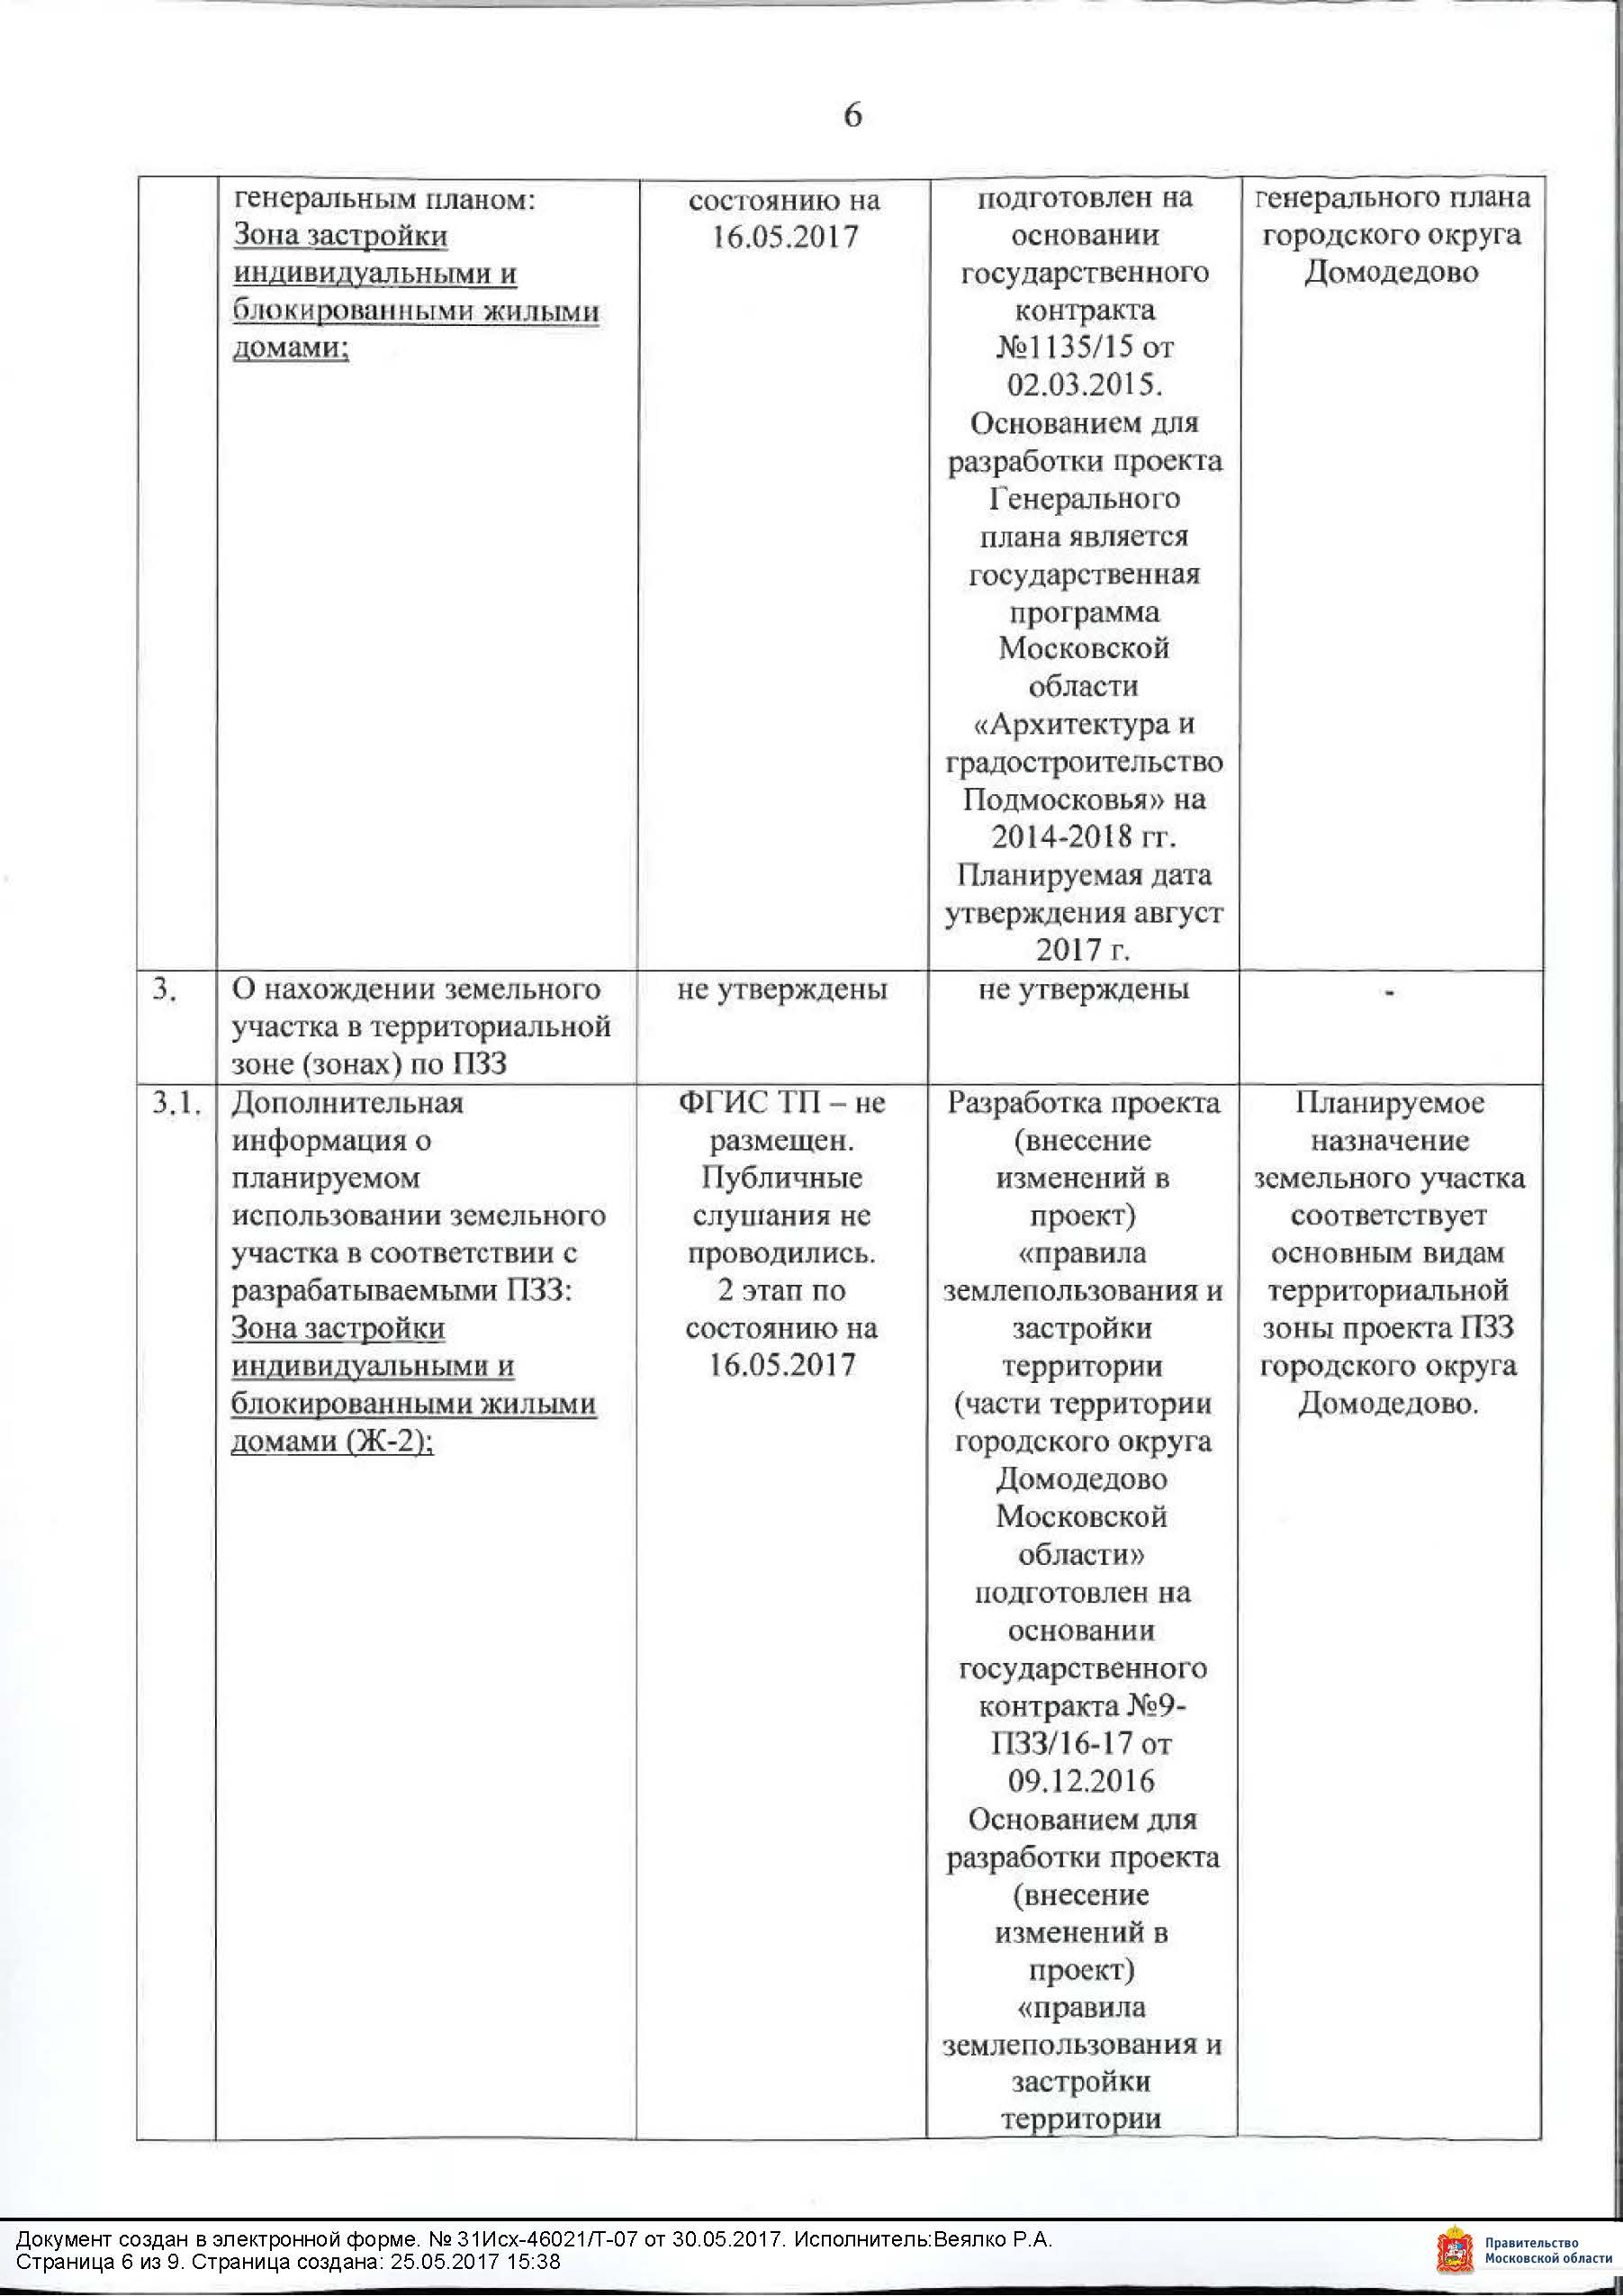 6
генеральным планом:
Зона застройки
индивидуальными и
блокированными жилыми
домами;
состоянию на
16.05.2017
подготовлен на
основании
государственного
контракта
№1135/15 от
02.03.2015.
Основанием для
разработки проекта
Генерального
плана является
государственная
программа
Московской
области
«Архитектура и
градостроительство
Подмосковья» на
2014-2018 гг.
Планируемая дата
утверждения август
2017 г.
генерального плана
городского округа
Домодедово
3.
О нахождении земельного
участка в территориальной
зоне (зонах) по ПЗЗ
не утверждены
не утверждены
-
3.1.
Дополнительная
информация о
планируемом
использовании земельного
участка в соответствии с
разрабатываемыми ПЗЗ:
Зона застройки
индивидуальными и
блокированными жилыми
домами (Ж-2);
ФГИС ТП – не
размещен.
Публичные
слушания не
проводились.
2 этап по
состоянию на
16.05.2017
Разработка проекта
(внесение
изменений в
проект)
«правила
землепользования и
застройки
территории
(части территории
городского округа
Домодедово
Московской
области»
подготовлен на
основании
государственного
контракта №9-
ПЗЗ/16-17 от
09.12.2016
Основанием для
разработки проекта
(внесение
изменений в
проект)
«правила
землепользования и
застройки
территории
Планируемое
назначение
земельного участка
соответствует
основным видам
территориальной
зоны проекта ПЗЗ
городского округа
Домодедово.
Документ создан в электронной форме. № 31Исх-46021/Т-07 от 30.05.2017. Исполнитель:Веялко Р.А.
Страница 6 из 9. Страница создана: 25.05.2017 15:38
Правительство
Московской области